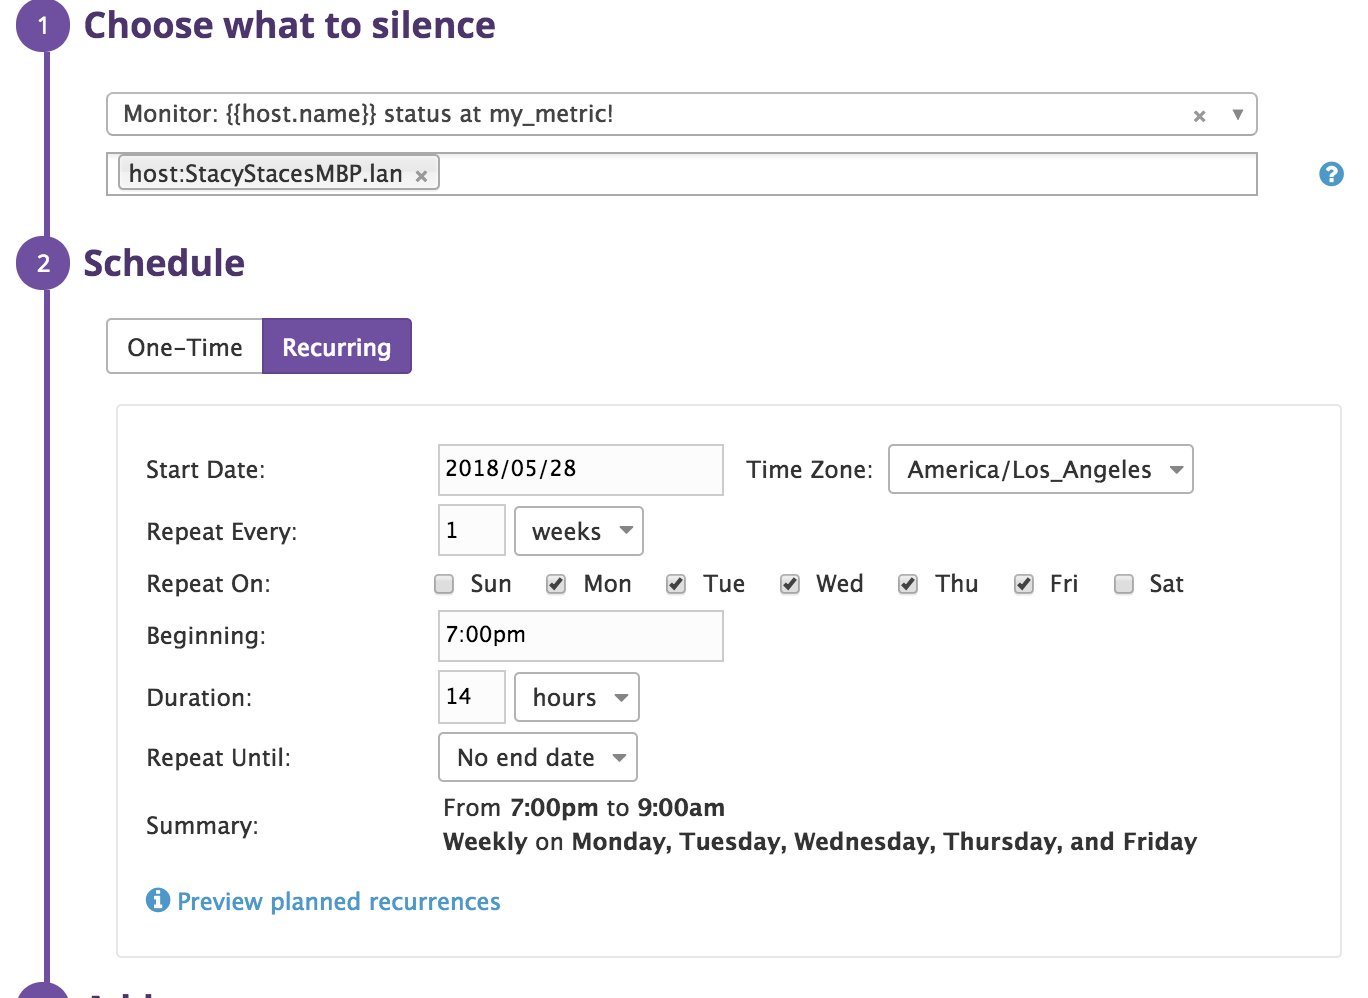 1 Choose what to silence
Monitor: {{host.name}} status at my_metric! × ▼
host:StacyStacesMBP.lan × ?
2 Schedule
One-Time Recurring
Start Date: 2018/05/28 Time Zone: America/Los_Angeles
Repeat Every: 1 weeks
Repeat On: Sun Mon Tue Wed Thu Fri Sat
Beginning: 7:00pm
Duration: 14 hours
Repeat Until: No end date
Summary: From 7:00pm to 9:00am
Weekly on Monday, Tuesday, Wednesday, Thursday, and Friday
Preview planned recurrences